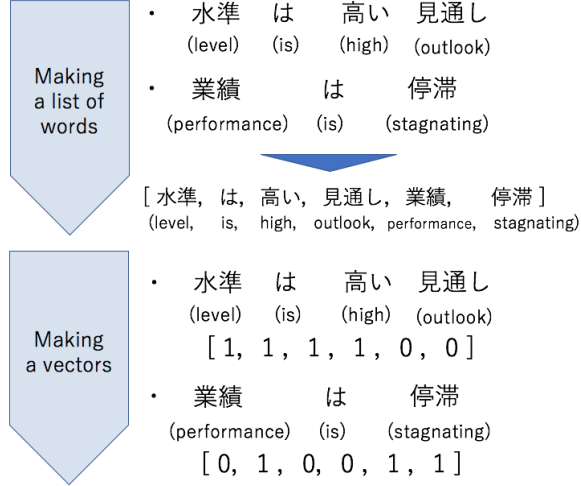 Making
a list of
words
・ 水準 は 高い 見通し
(level) (is) (high) (outlook)
・ 業績 は 停滞
(performance) (is) (stagnating)
[ 水準, は, 高い, 見通し, 業績, 停滞 ]
(level, is, high, outlook, performance, stagnating)
Making
a vectors
・ 水準 は 高い 見通し
(level) (is) (high) (outlook)
[ 1, 1 , 1 , 1 , 0 , 0 ]
・ 業績 は 停滞
(performance) (is) (stagnating)
[ 0, 1 , 0, 0 , 1 , 1 ]